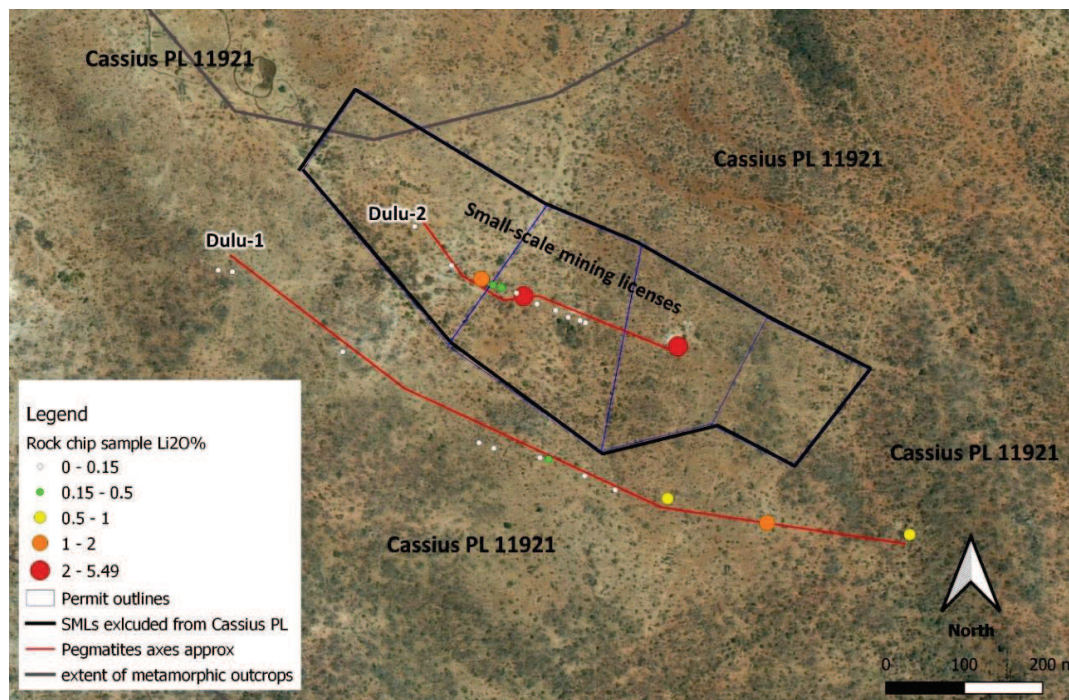 Cassius PL 11921
Cassius PL 11921
Dulu-2
Small-scale mining licenses
Dulu-1
Cassius PL 11921
Cassius PL 11921
Legend
Rock chip sample Li2O%
0 - 0.15
0.15 - 0.5
0.5 - 1
1 - 2
2 - 5.49
Permit outlines
SMLs exlcuded from Cassius PL
Pegmatites axes approx
extent of metamorphic outcrops
North
0 100 200 m